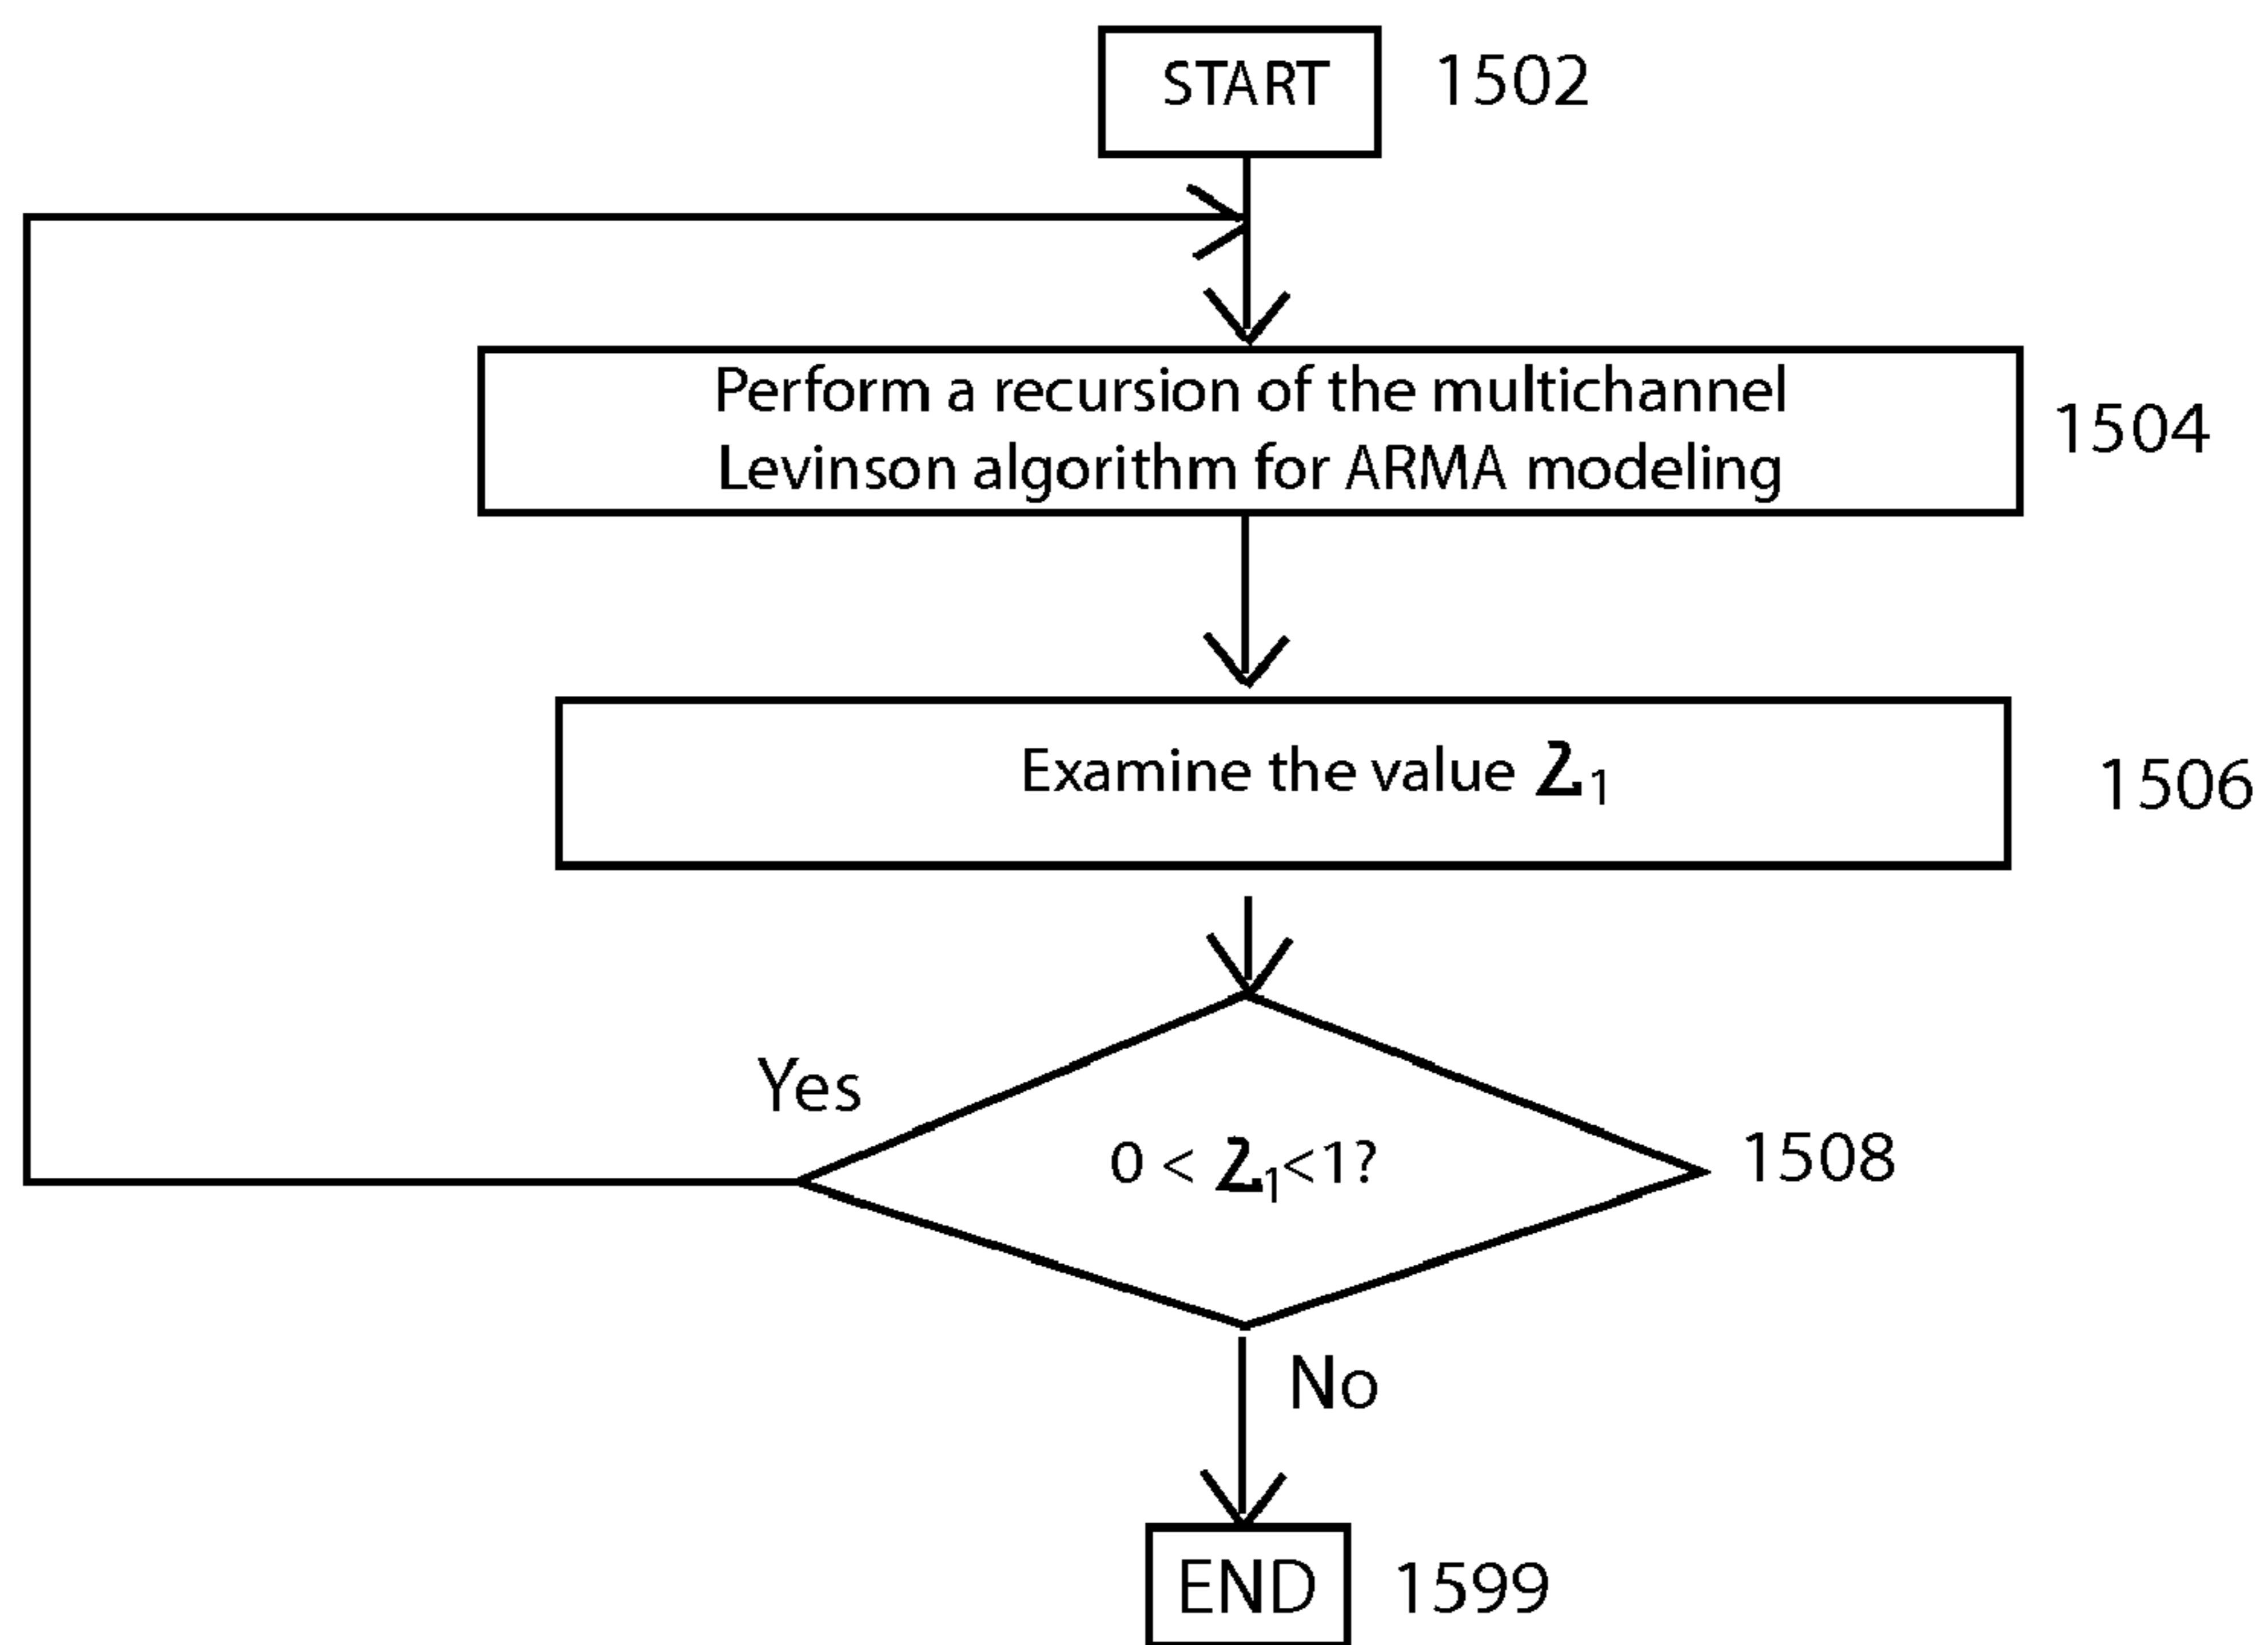 START 1502
Perform a recursion of the multichannel
Levinson algorithm for ARMA modeling
1504
Examine the value Z₁
1506
Yes
0 < Z₁<1?
1508
No
END 1599